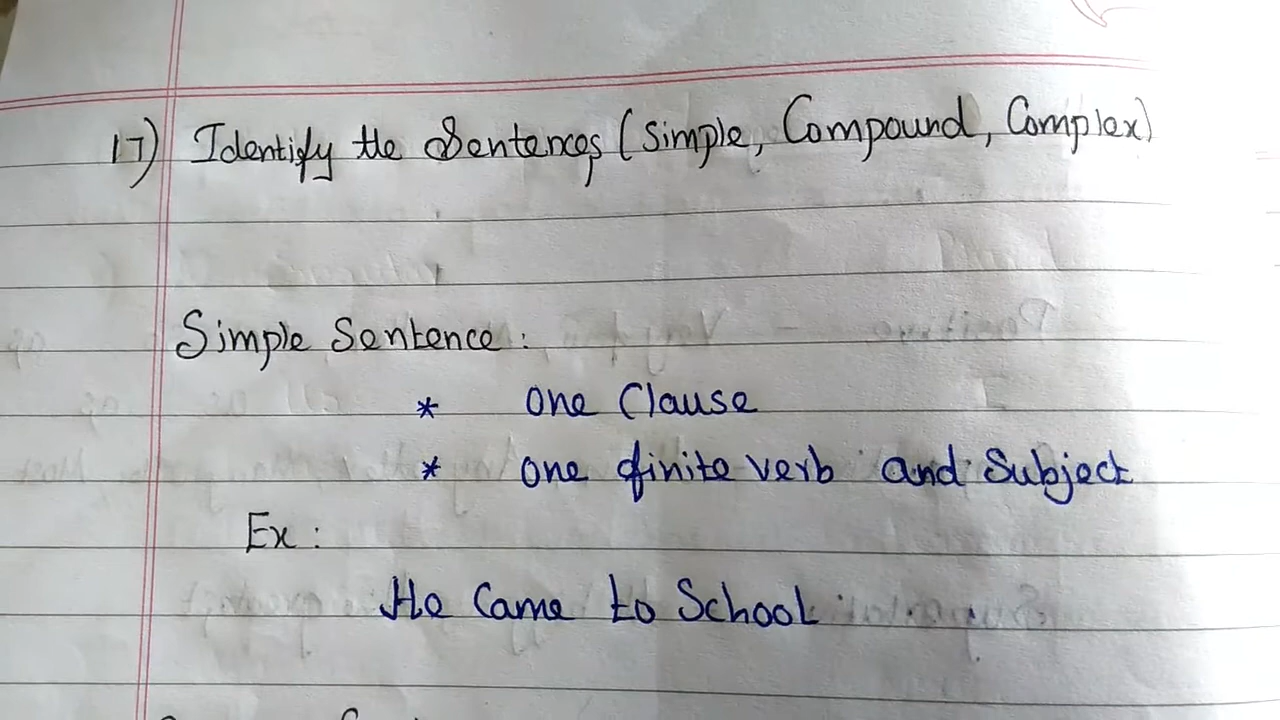 17) Identify the Sentences (Simple, Compound, Complex)
Simple Sentence :
* one Clause
* one finite verb and Subject
Ex :
He Came to School